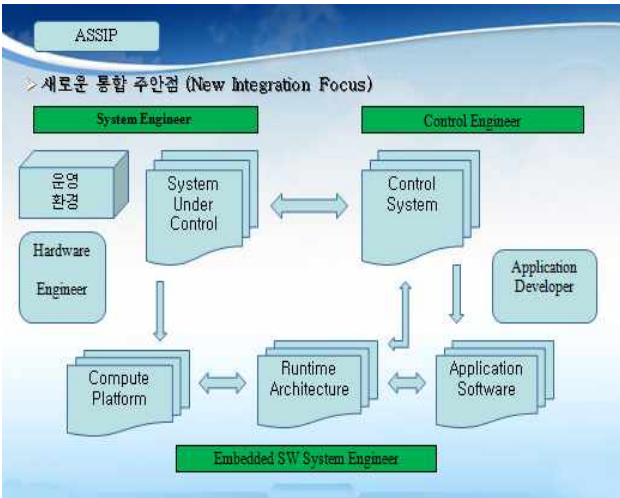 ASSIP
> 새로운 통합 주안점 (New Integration Focus)
System Engineer
Control Engineer
운영
환경
System
Under
Control
Control
System
Hardware
Engineer
Application
Developer
Compute
Platform
Runtime
Architecture
Application
Software
Embedded SW System Engineer